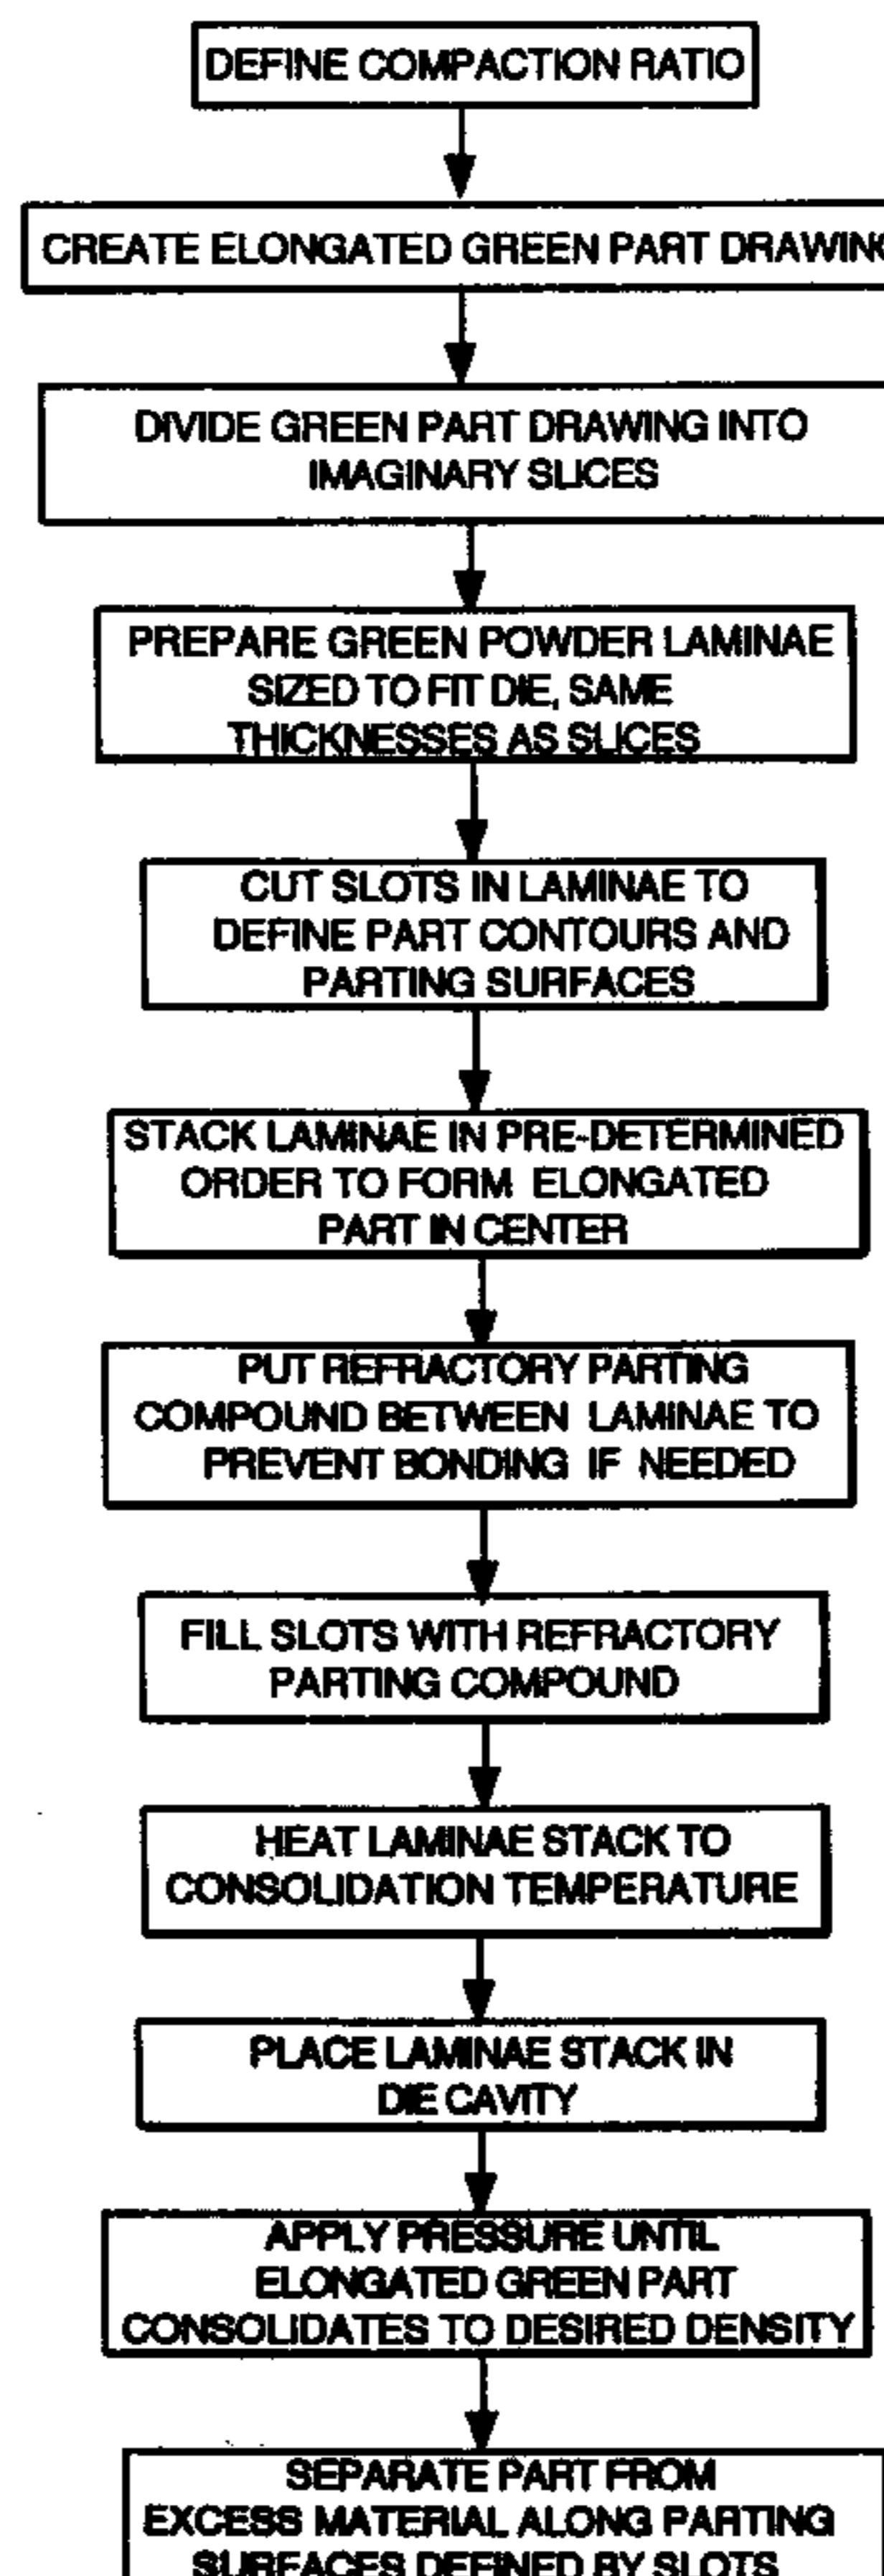 DEFINE COMPACTION RATIO
CREATE ELONGATED GREEN PART DRAWING
DIVIDE GREEN PART DRAWING INTO
IMAGINARY SLICES
PREPARE GREEN POWDER LAMINAE
SIZED TO FIT DIE, SAME
THICKNESSES AS SLICES
CUT SLOTS IN LAMINAE TO
DEFINE PART CONTOURS AND
PARTING SURFACES
STACK LAMINAE IN PRE-DETERMINED
ORDER TO FORM ELONGATED
PART IN CENTER
PUT REFRACTORY PARTING
COMPOUND BETWEEN LAMINAE TO
PREVENT BONDING IF NEEDED
FILL SLOTS WITH REFRACTORY
PARTING COMPOUND
HEAT LAMINAE STACK TO
CONSOLIDATION TEMPERATURE
PLACE LAMINAE STACK IN
DIE CAVITY
APPLY PRESSURE UNTIL
ELONGATED GREEN PART
CONSOLIDATES TO DESIRED DENSITY
SEPARATE PART FROM
EXCESS MATERIAL ALONG PARTING
SURFACES DEFINED BY SLOTS